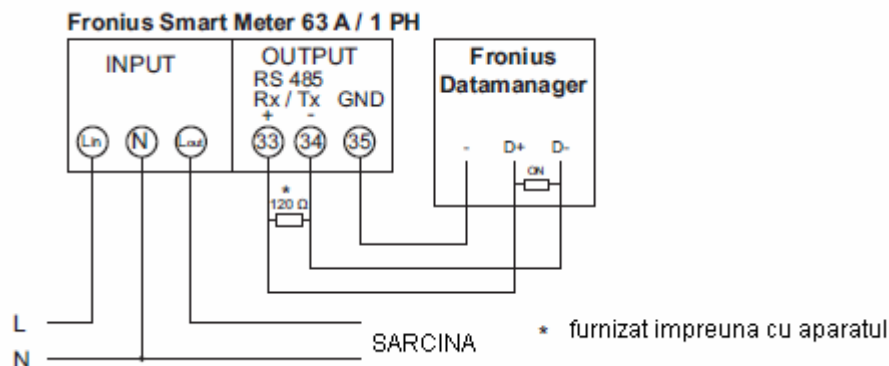 Fronius Smart Meter 63 A / 1 PH
INPUT
OUTPUT
RS 485
Rx / Tx GND
+ -
Lin N Lout
33 34 35
Fronius
Datamanager
- D+ D-
ON
*
120 Ω
L
N
SARCINA
* furnizat impreuna cu aparatul